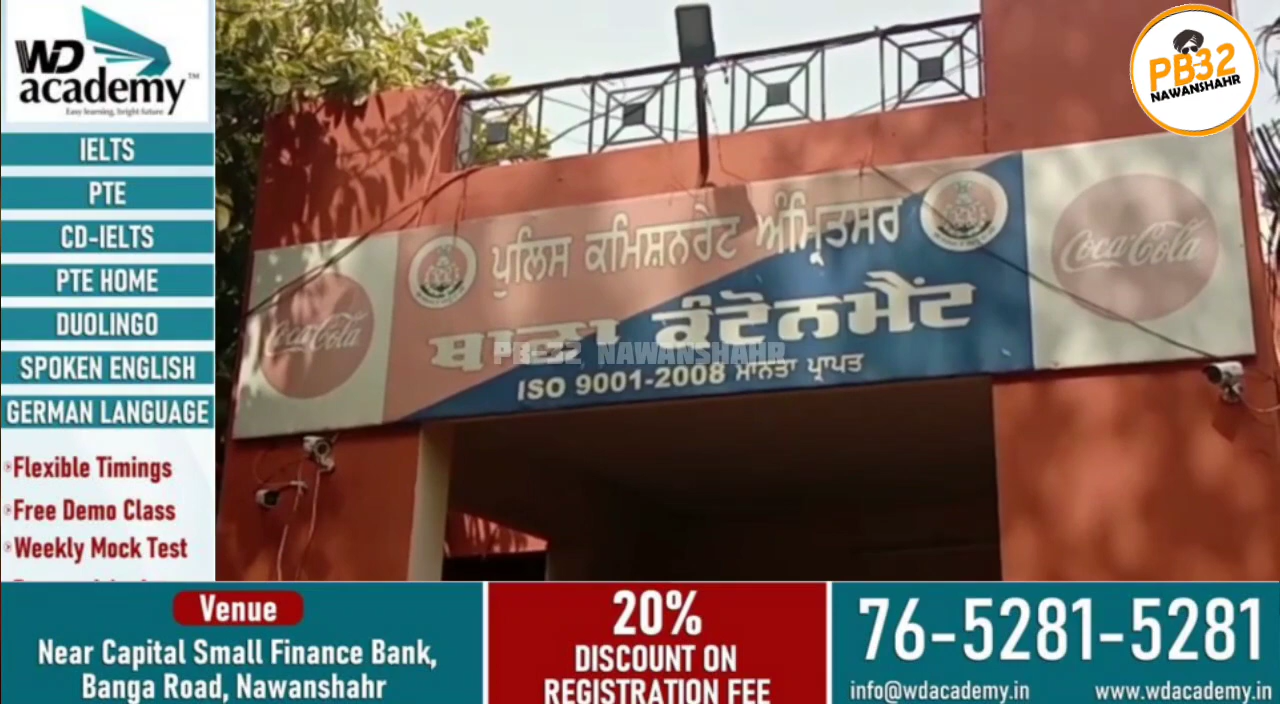 WD
academy™
Easy learning, bright future
IELTS
PTE
CD-IELTS
PTE HOME
DUOLINGO
SPOKEN ENGLISH
GERMAN LANGUAGE
Flexible Timings
Free Demo Class
Weekly Mock Test
PB32
NAWANSHAHR
ਪੁਲਿਸ ਕਮਿਸ਼ਨਰੇਟ ਅੰਮ੍ਰਿਤਸਰ
ਕੰਟੋਨਮੈਂਟ
ISO 9001-2008 ਮਾਨਤਾ ਪ੍ਰਾਪਤ
Coca-Cola
Coca-Cola
PB-32, NAWANSHAHR
Venue
Near Capital Small Finance Bank,
Banga Road, Nawanshahr
20%
DISCOUNT ON
REGISTRATION FEE
76-5281-5281
info@wdacademy.in www.wdacademy.in